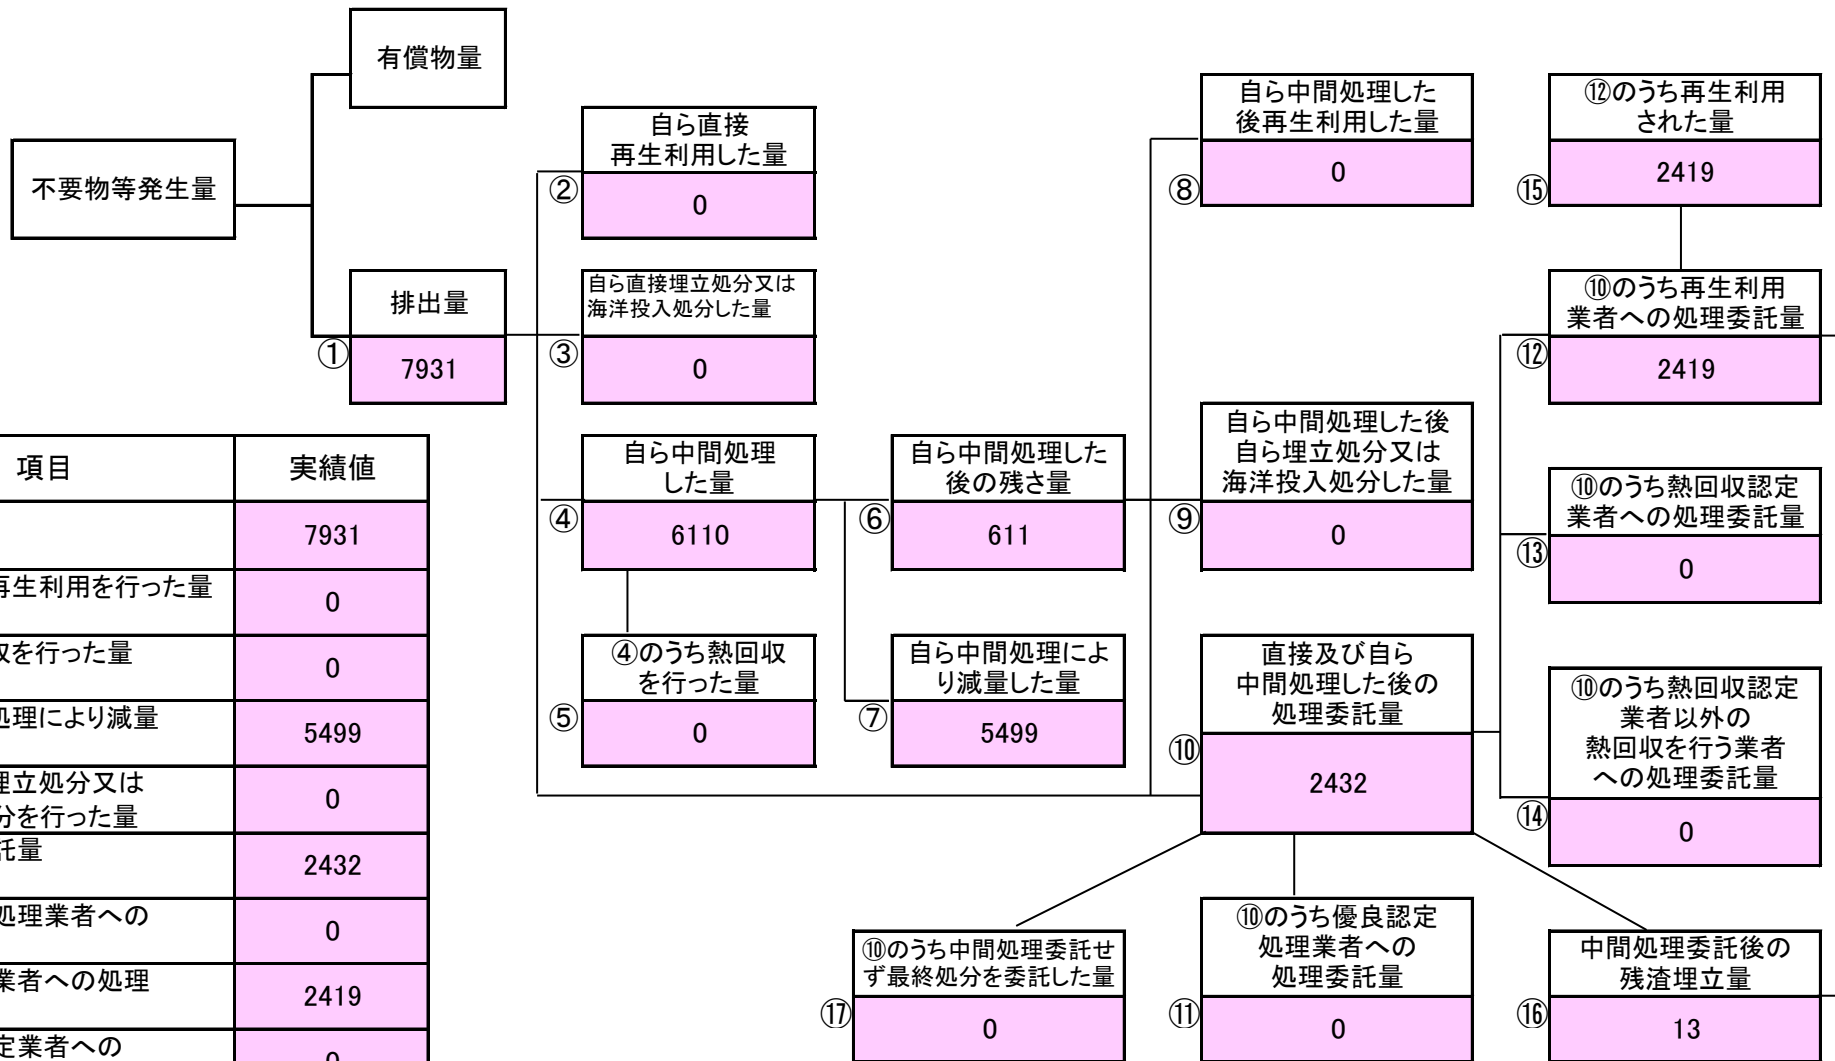 有償物量
不要物等発生量
排出量
①
7931
自ら直接
再生利用した量
②
0
自ら直接埋立処分又は
海洋投入処分した量
③
0
自ら中間処理
した量
④
6110
④のうち熱回収
を行った量
⑤
0
自ら中間処理した
後の残さ量
⑥
611
自ら中間処理によ
り減量した量
⑦
5499
自ら中間処理した
後再生利用した量
⑧
0
自ら中間処理した後
自ら埋立処分又は
海洋投入処分した量
⑨
0
直接及び自ら
中間処理した後の
処理委託量
⑩
2432
⑫のうち再生利用
された量
⑮
2419
⑩のうち再生利用
業者への処理委託量
⑫
2419
⑩のうち熱回収認定
業者への処理委託量
⑬
0
⑩のうち熱回収認定
業者以外の
熱回収を行う業者
への処理委託量
⑭
0
⑩のうち中間処理委託せ
ず最終処分を委託した量
⑰
0
⑩のうち優良認定
処理業者への
処理委託量
⑪
0
中間処理委託後の
残渣埋立量
⑯
13
項目 実績値
7931
再生利用を行った量
0
を行った量
0
処理により減量
5499
埋立処分又は
分を行った量
0
託量
2432
処理業者への
0
業者への処理
2419
定業者への
0